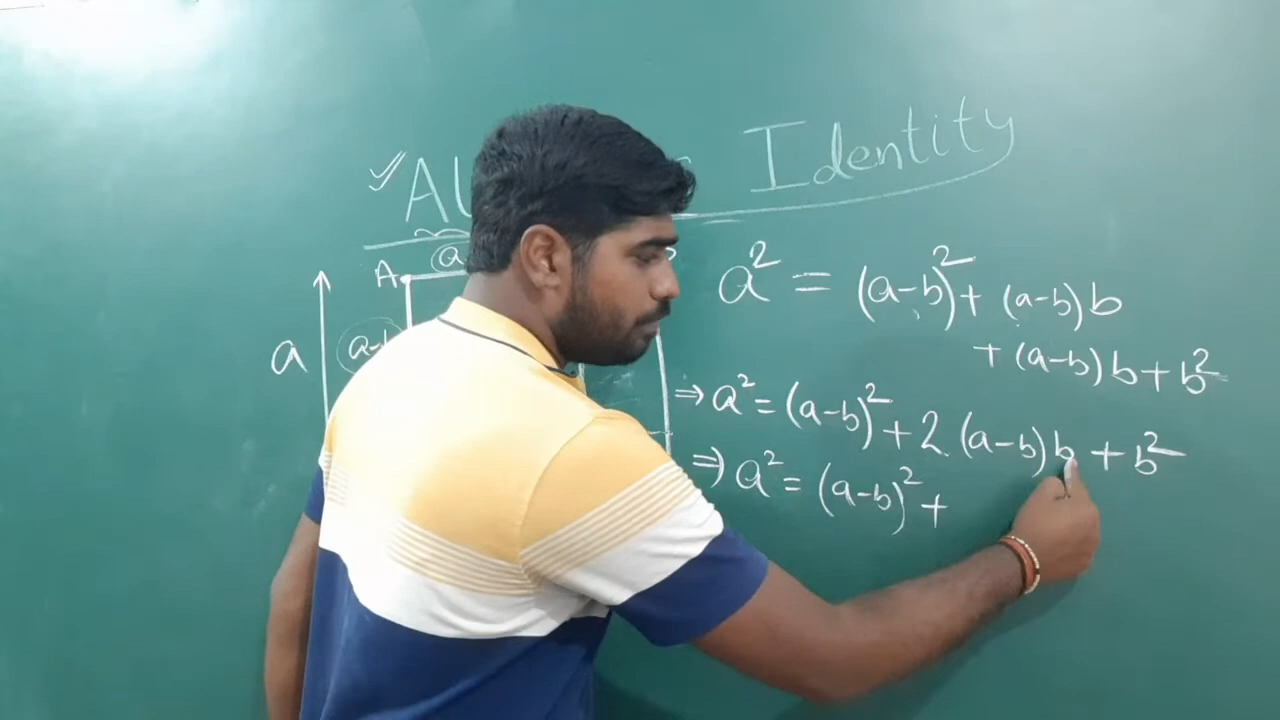 Identity
A
a
a² = (a-b)² + (a-b)b
+ (a-b)b + b²
⇒ a² = (a-b)² + 2(a-b)b + b²
⇒ a² = (a-b)² +